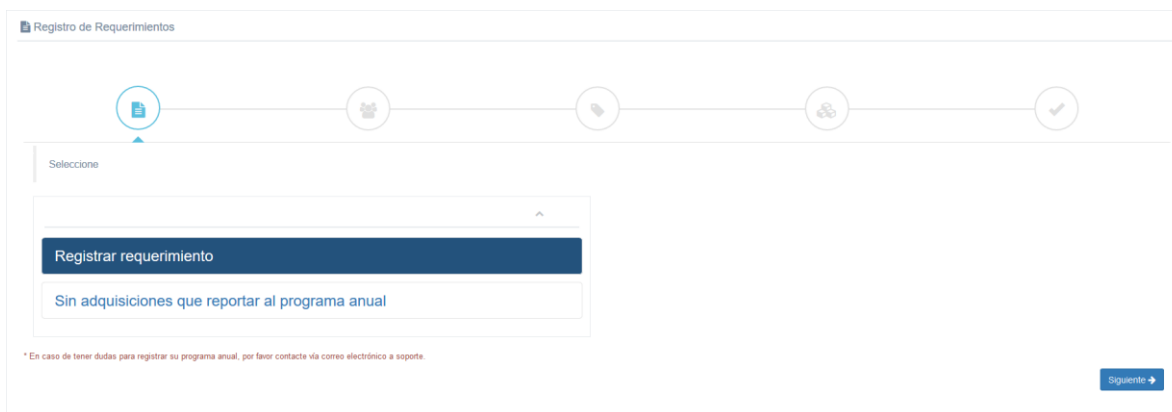 Registro de Requerimientos
Seleccione
Registrar requerimiento
Sin adquisiciones que reportar al programa anual
* En caso de tener dudas para registrar su programa anual, por favor contacte vía correo electrónico a soporte.
Siguiente